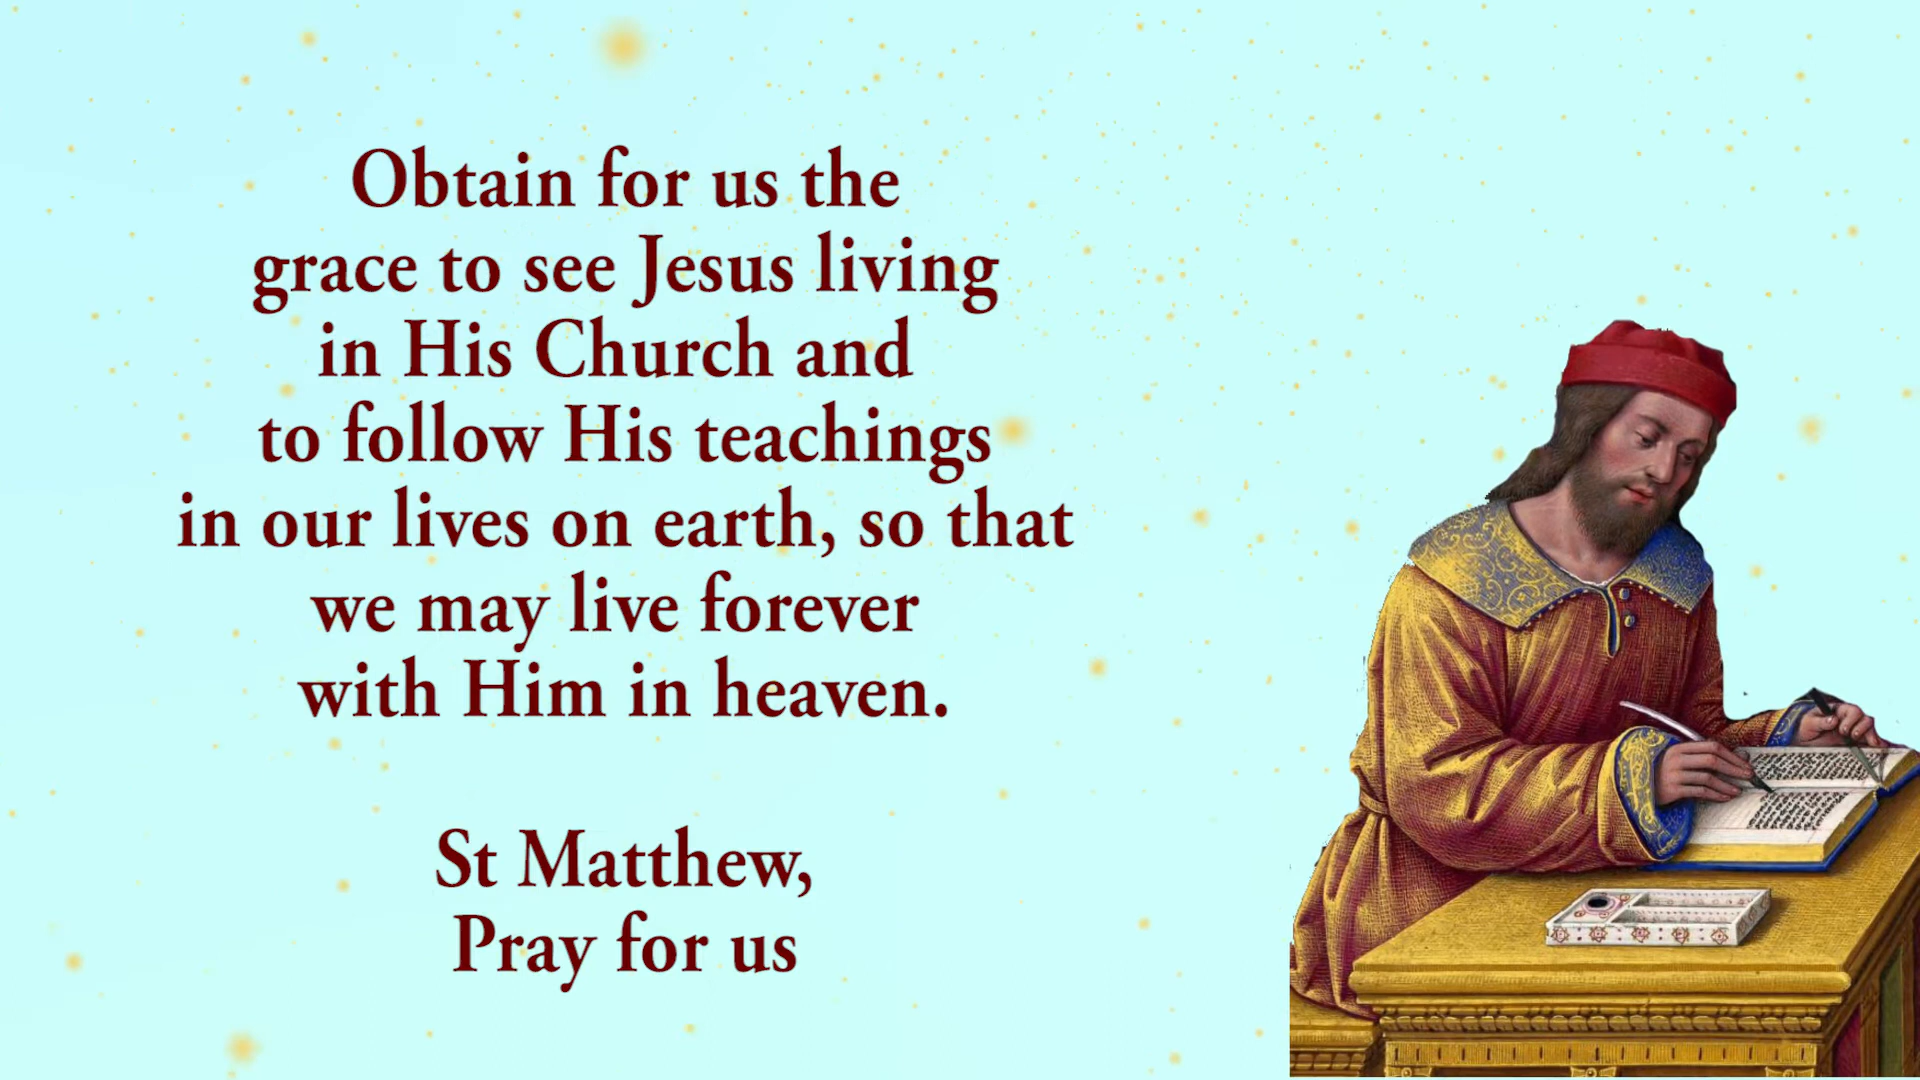 Obtain for us the
grace to see Jesus living
in His Church and
to follow His teachings
in our lives on earth, so that
we may live forever
with Him in heaven.
St Matthew,
Pray for us